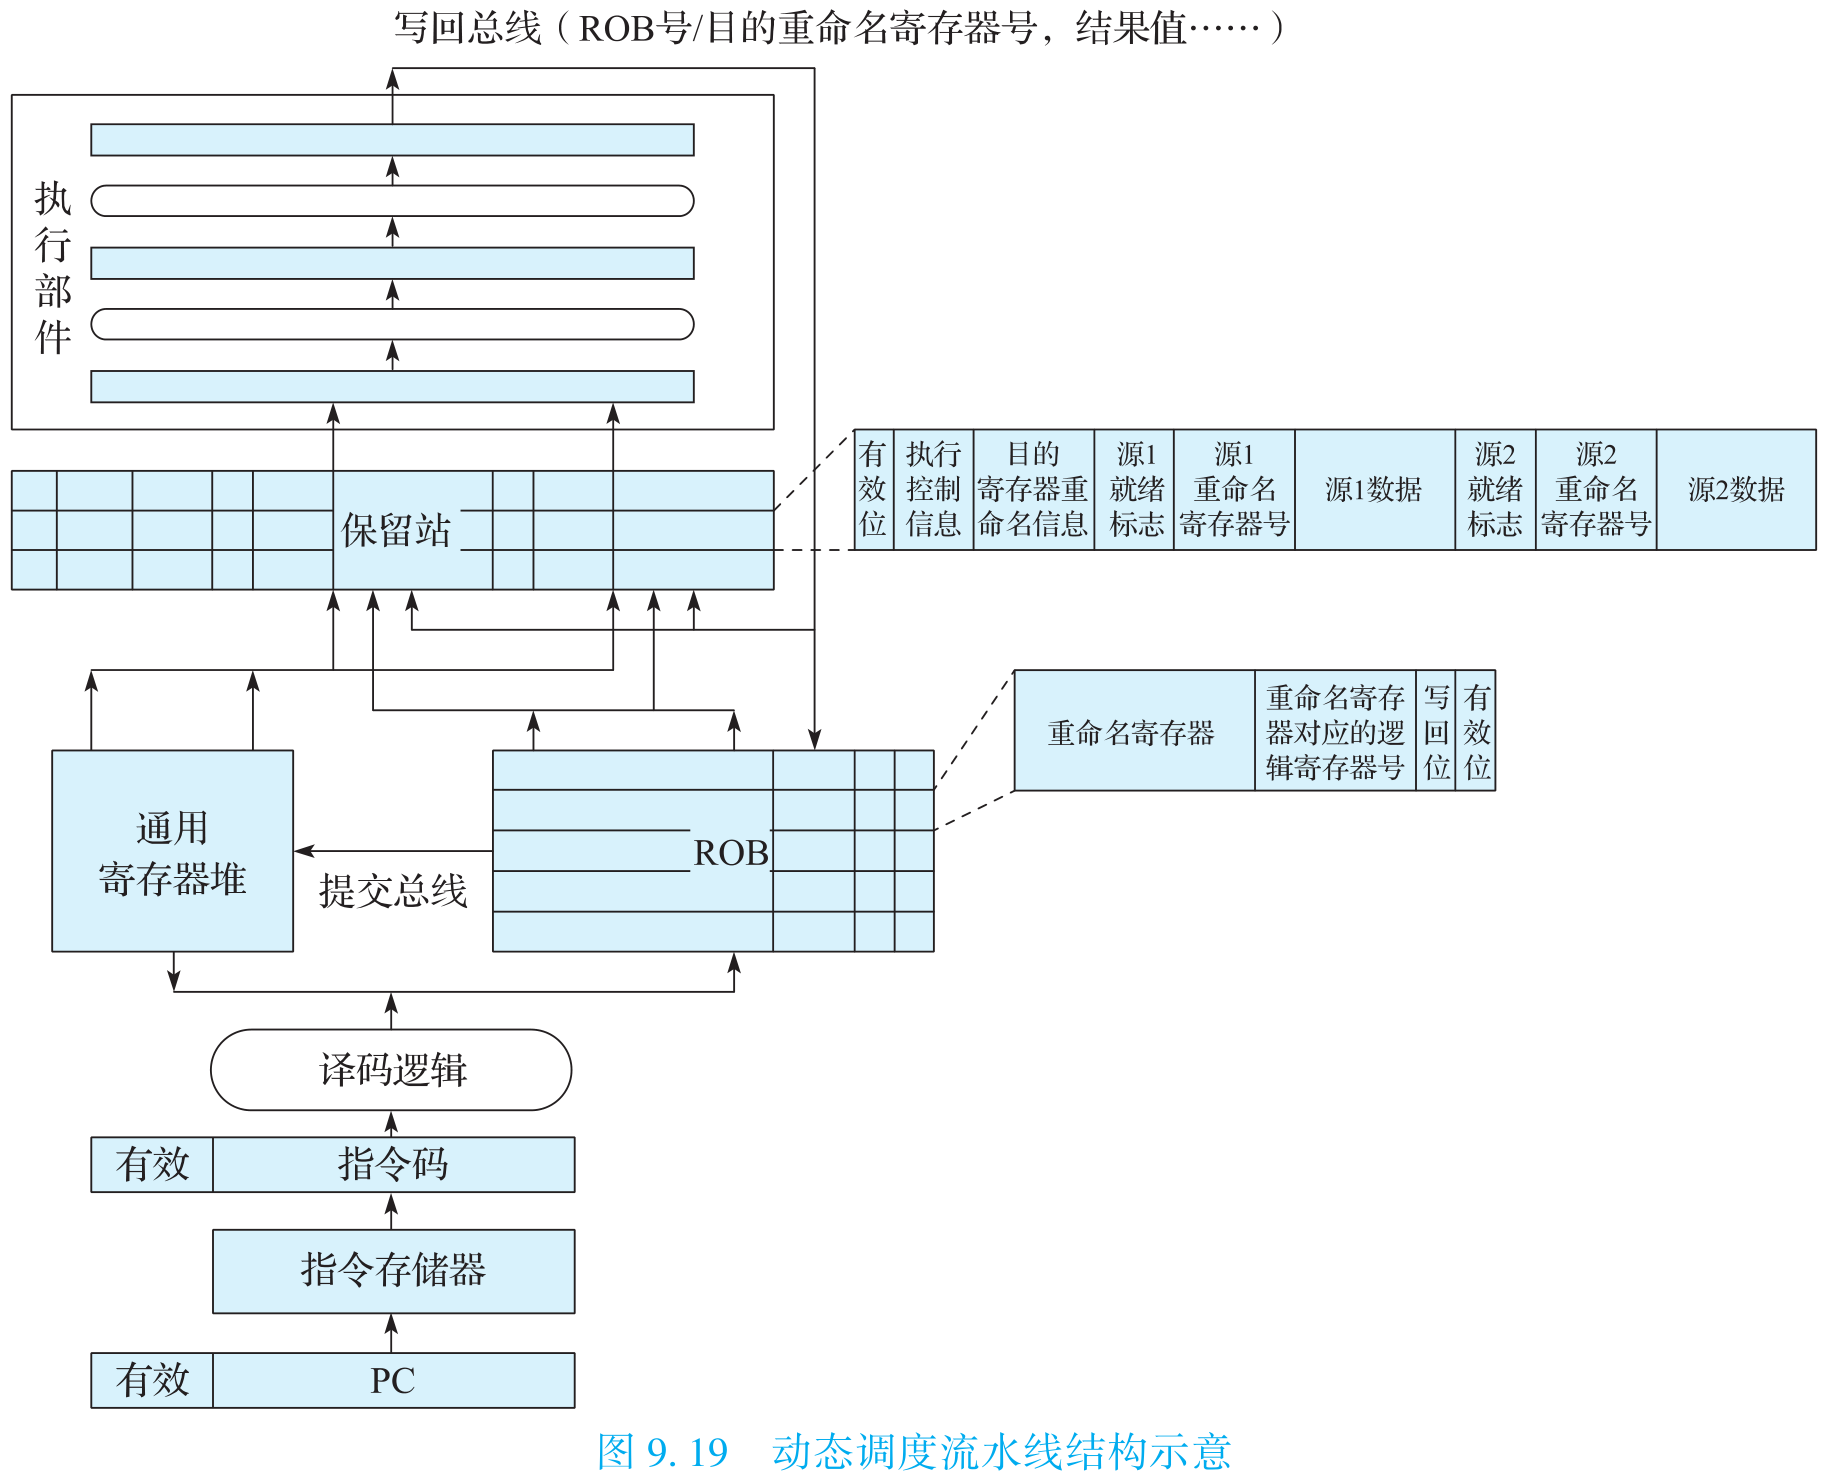 写回总线（ROB号/目的重命名寄存器号，结果值……）
执
行
部
件
保留站
有
效
位
执行
控制
信息
目的
寄存器重
命名信息
源1
就绪
标志
源1
重命名
寄存器号
源1数据
源2
就绪
标志
源2
重命名
寄存器号
源2数据
重命名寄存器
重命名寄存
器对应的逻
辑寄存器号
写
回
位
有
效
位
通用
寄存器堆
提交总线
ROB
译码逻辑
有效 指令码
指令存储器
有效 PC
图 9.19 动态调度流水线结构示意